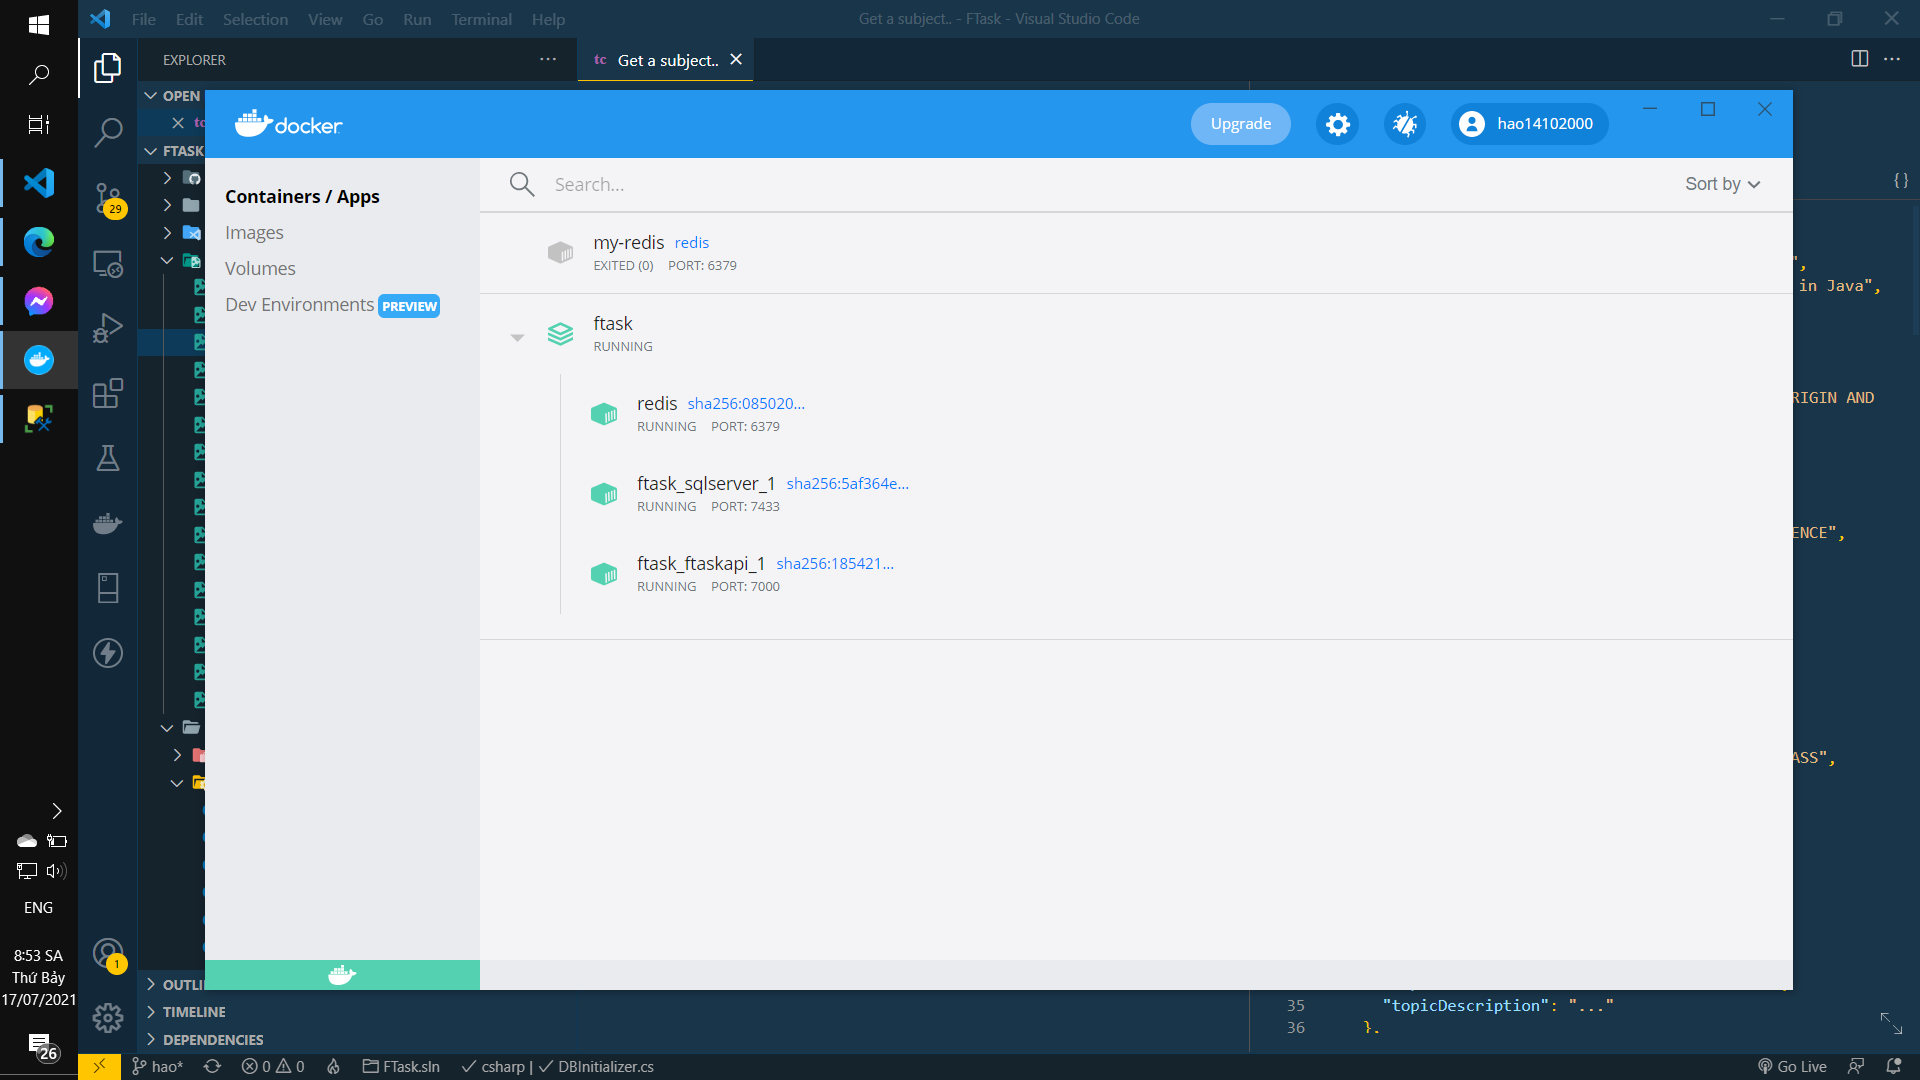 File Edit Selection View Go Run Terminal Help
Get a subject.. - FTask - Visual Studio Code
EXPLORER
tc Get a subject..
OPEN
tc
FTASK
docker
Upgrade
hao14102000
Containers / Apps
Images
Volumes
Dev Environments PREVIEW
Search...
Sort by
my-redis redis
EXITED (0) PORT: 6379
ftask
RUNNING
redis sha256:085020...
RUNNING PORT: 6379
ftask_sqlserver_1 sha256:5af364e...
RUNNING PORT: 7433
ftask_ftaskapi_1 sha256:185421...
RUNNING PORT: 7000
{}
",
in Java",
RIGIN AND
ENCE",
ASS",
35 "topicDescription": "..."
36 },
29
1
OUTLI
TIMELINE
DEPENDENCIES
ENG
8:53 SA
Thứ Bảy
17/07/2021
26
hao* 0 0 FTask.sln csharp | DBInitializer.cs Go Live